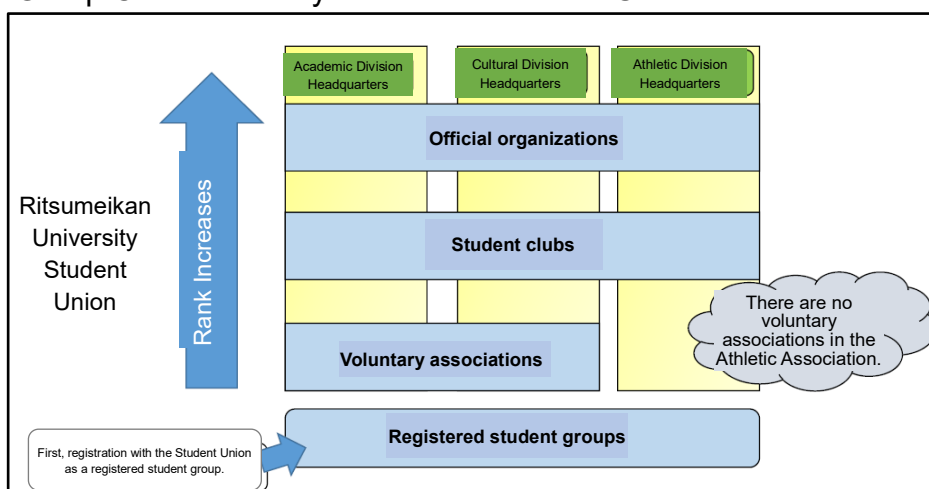 Academic Division
Headquarters
Cultural Division
Headquarters
Athletic Division
Headquarters
Official organizations
Ritsumeikan
University
Student
Union
Rank Increases
Student clubs
There are no
voluntary
associations in the
Athletic Association.
Voluntary associations
Registered student groups
First, registration with the Student Union
as a registered student group.